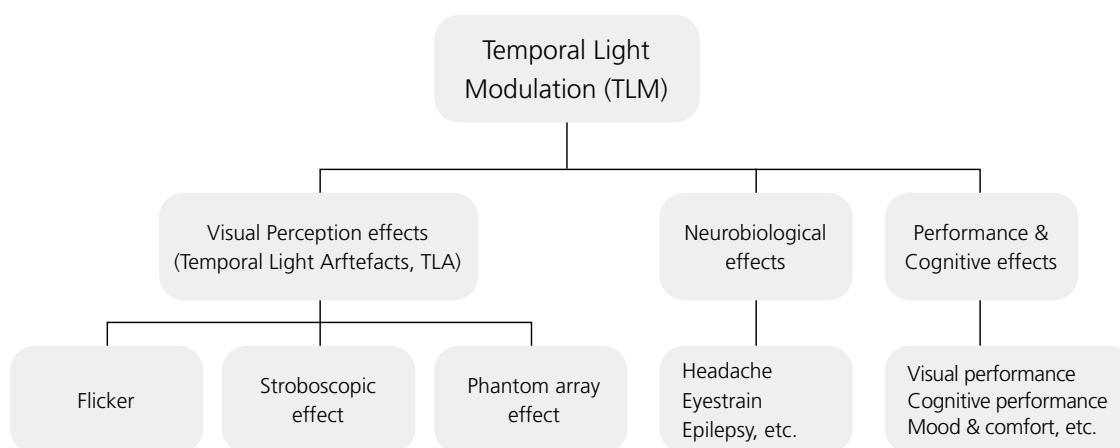 Temporal Light
Modulation (TLM)
Visual Perception effects
(Temporal Light Arftefacts, TLA)
Neurobiological
effects
Performance &
Cognitive effects
Flicker
Stroboscopic
effect
Phantom array
effect
Headache
Eyestrain
Epilepsy, etc.
Visual performance
Cognitive performance
Mood & comfort, etc.